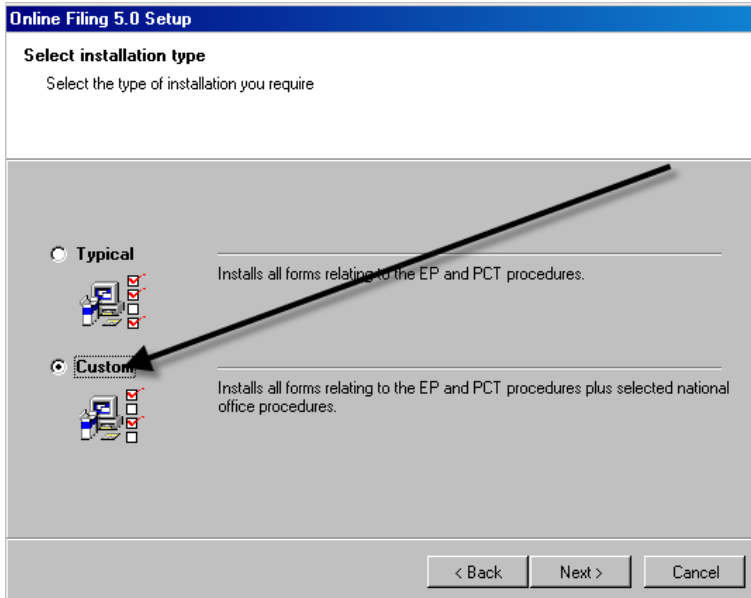 Online Filing 5.0 Setup
Select installation type
Select the type of installation you require
Typical
Installs all forms relating to the EP and PCT procedures.
Custom
Installs all forms relating to the EP and PCT procedures plus selected national
office procedures.
< Back
Next >
Cancel